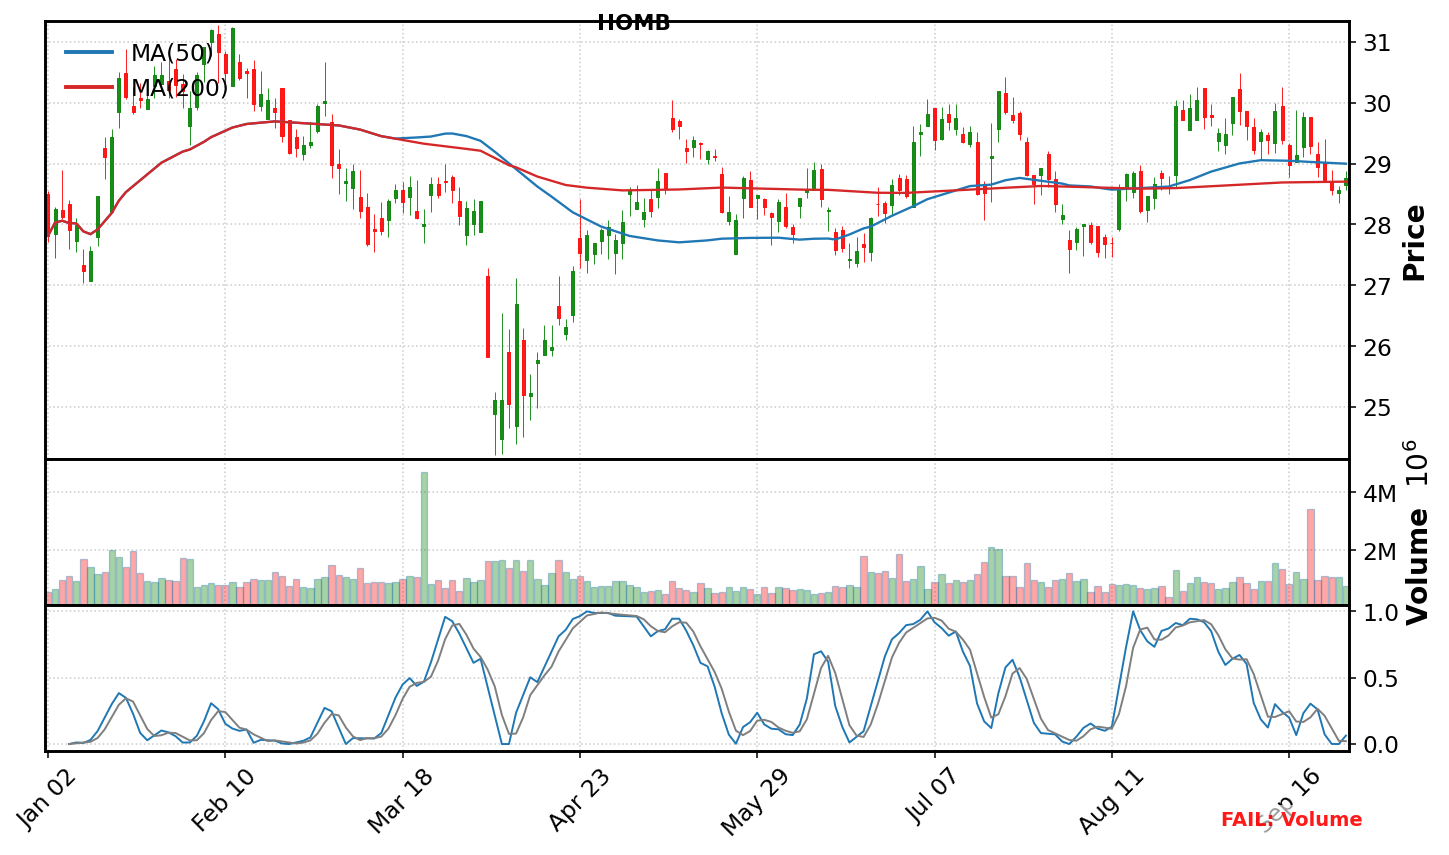 HOMB
MA(50)
MA(200)
31
30
29
28
27
26
25
Price
4M
2M
Volume 10^6
1.0
0.5
0.0
Jan 02
Feb 10
Mar 18
Apr 23
May 29
Jul 07
Aug 11
Sep 16
FAIL: Volume